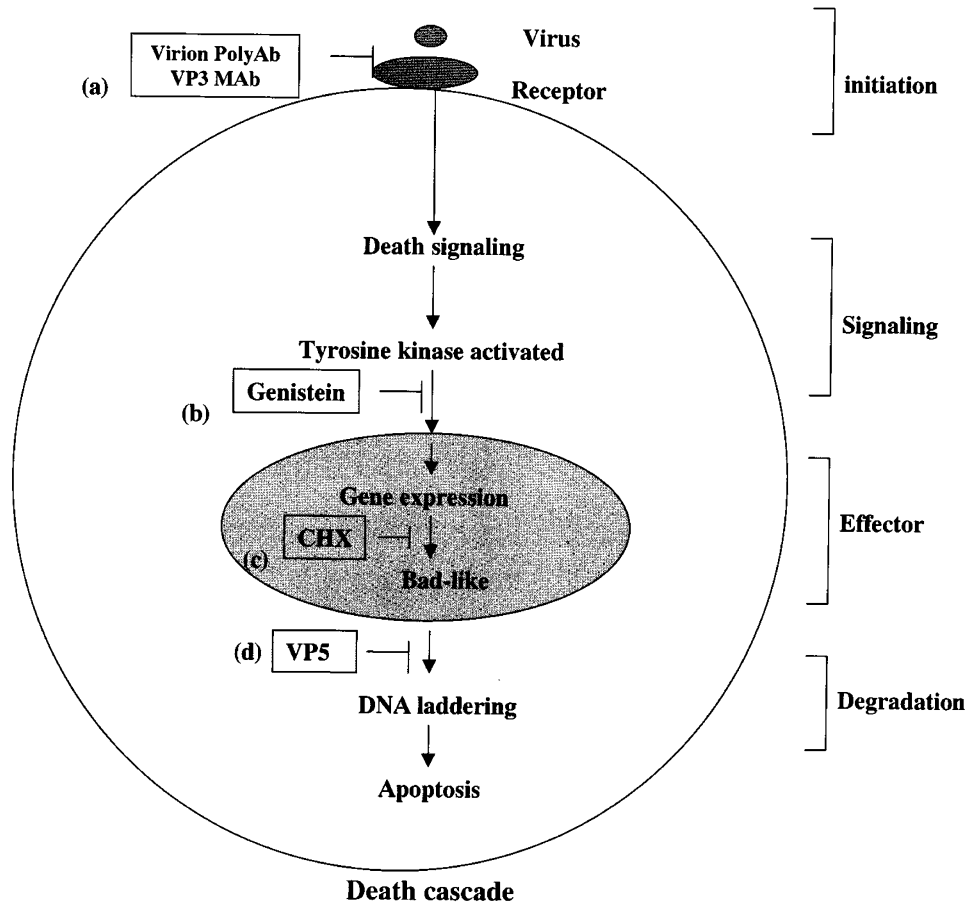 Virus
Virion PolyAb
VP3 MAb
(a)
Receptor
initiation
Death signaling
Signaling
Tyrosine kinase activated
Genistein
(b)
Gene expression
Effector
CHX
(c)
Bad-like
(d)
VP5
DNA laddering
Degradation
Apoptosis
Death cascade